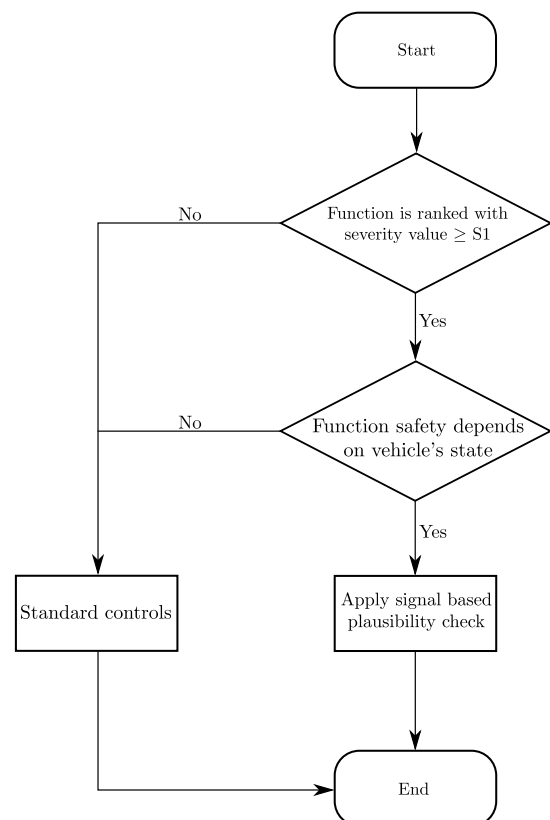 Start
Function is ranked with
severity value ≥ S1
No
Yes
Function safety depends
on vehicle's state
No
Yes
Standard controls
Apply signal based
plausibility check
End